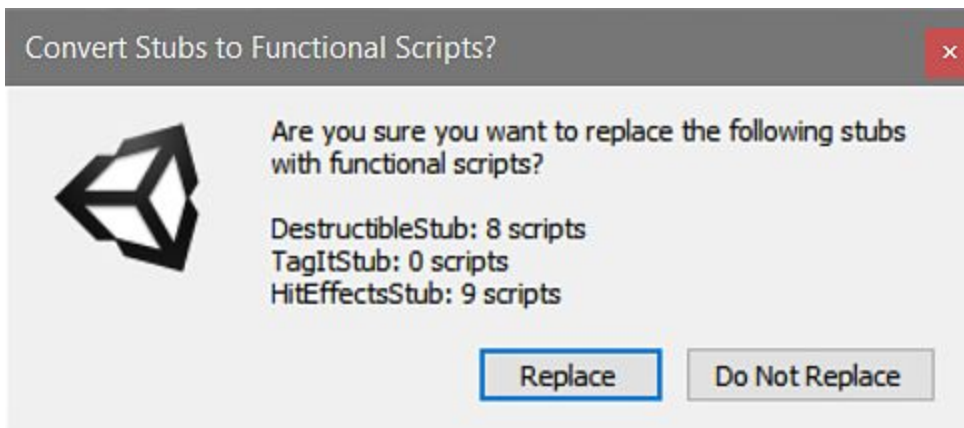 Convert Stubs to Functional Scripts?
Are you sure you want to replace the following stubs
with functional scripts?
DestructibleStub: 8 scripts
TagItStub: 0 scripts
HitEffectsStub: 9 scripts
Replace Do Not Replace